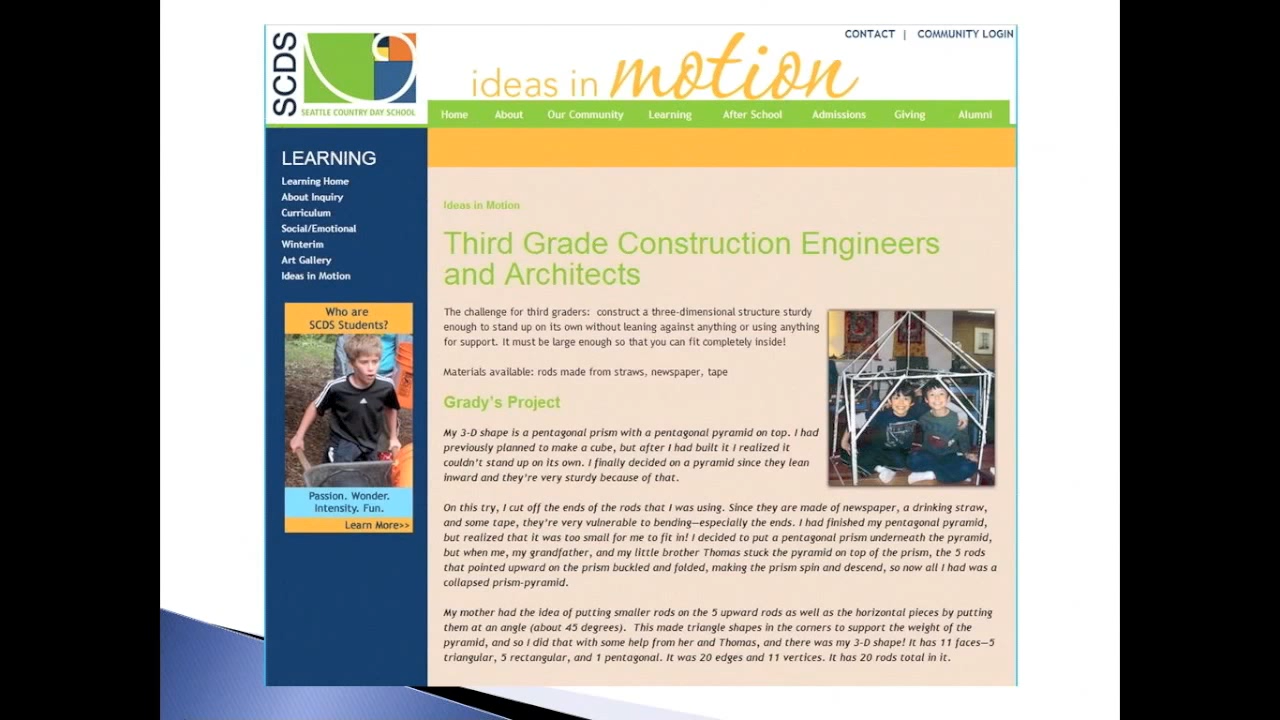 SCDS
SEATTLE COUNTRY DAY SCHOOL
ideas in motion
CONTACT | COMMUNITY LOGIN
Home About Our Community Learning After School Admissions Giving Alumni
LEARNING
Learning Home
About Inquiry
Curriculum
Social/Emotional
Winterim
Art Gallery
Ideas in Motion
Who are
SCDS Students?
Passion. Wonder.
Intensity. Fun.
Learn More>>
Ideas in Motion
Third Grade Construction Engineers
and Architects
The challenge for third graders: construct a three-dimensional structure sturdy
enough to stand up on its own without leaning against anything or using anything
for support. It must be large enough so that you can fit completely inside!
Materials available: rods made from straws, newspaper, tape
Grady's Project
My 3-D shape is a pentagonal prism with a pentagonal pyramid on top. I had
previously planned to make a cube, but after I had built it I realized it
couldn't stand up on its own. I finally decided on a pyramid since they lean
inward and they're very sturdy because of that.
On this try, I cut off the ends of the rods that I was using. Since they are made of newspaper, a drinking straw,
and some tape, they're very vulnerable to bending—especially the ends. I had finished my pentagonal pyramid,
but realized that it was too small for me to fit in! I decided to put a pentagonal prism underneath the pyramid,
but when me, my grandfather, and my little brother Thomas stuck the pyramid on top of the prism, the 5 rods
that pointed upward on the prism buckled and folded, making the prism spin and descend, so now all I had was a
collapsed prism-pyramid.
My mother had the idea of putting smaller rods on the 5 upward rods as well as the horizontal pieces by putting
them at an angle (about 45 degrees). This made triangle shapes in the corners to support the weight of the
pyramid, and so I did that with some help from her and Thomas, and there was my 3-D shape! It has 11 faces—5
triangular, 5 rectangular, and 1 pentagonal. It was 20 edges and 11 vertices. It has 20 rods total in it.